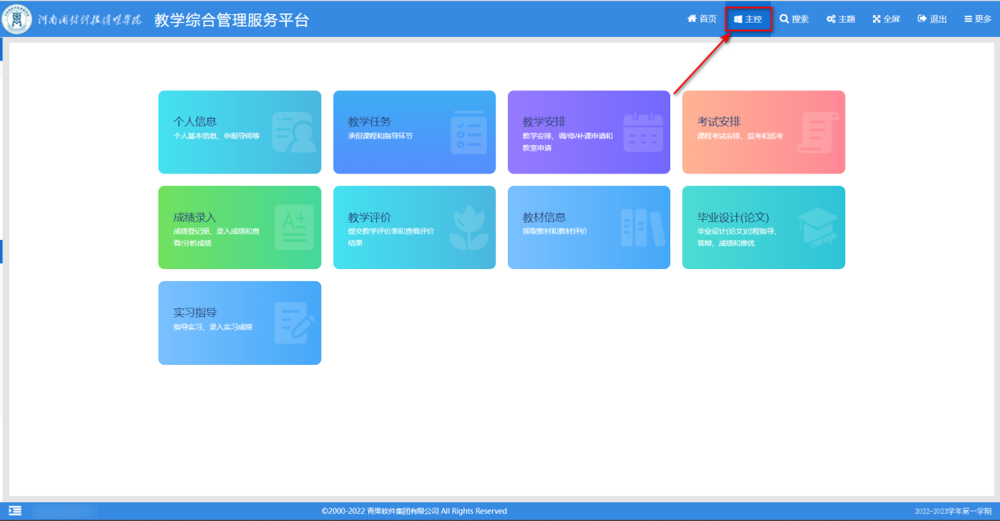 河南开封科技传媒学院 教学综合管理服务平台 首页 主控 搜索 主题 全屏 退出 更多
个人信息
个人基本信息、申报导师等
教学任务
承担课程和指导环节
教学安排
教学安排、调/停/补课申请和
教室申请
考试安排
课程考试安排、监考和巡考
成绩录入
成绩登记册、录入成绩和查
看/分析成绩
A+
教学评价
提交教学评价表和查看评价
结果
教材信息
领取教材和教材评价
毕业设计(论文)
毕业设计(论文)过程指导、
答辩、成绩和推优
实习指导
指导实习、录入实习成绩
©2000-2022 青果软件集团有限公司 All Rights Reserved
2022-2023学年第一学期